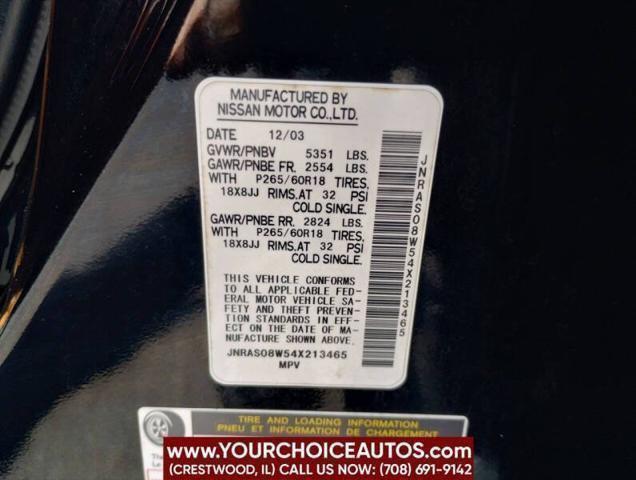 MANUFACTURED BY
NISSAN MOTOR CO.,LTD.
DATE 12/03
GVWR/PNBV 5351 LBS.
GAWR/PNBE FR. 2554 LBS.
WITH P265/60R18 TIRES,
18X8JJ RIMS,AT 32 PSI
COLD SINGLE.
GAWR/PNBE RR. 2824 LBS.
WITH P265/60R18 TIRES,
18X8JJ RIMS,AT 32 PSI
COLD SINGLE.
THIS VEHICLE CONFORMS
TO ALL APPLICABLE FED-
ERAL MOTOR VEHICLE SA-
FETY AND THEFT PREVEN-
TION STANDARDS IN EFF-
ECT ON THE DATE OF MA-
NUFACTURE SHOWN ABOVE.
JNRAS08W54X213465
MPV
JNRAS08W54X213465
TIRE AND LOADING INFORMATION
PNEU ET INFORMATION DE CHARGEMENT
WWW.YOURCHOICEAUTOS.COM
(CRESTWOOD, IL) CALL US NOW: (708) 691-9142